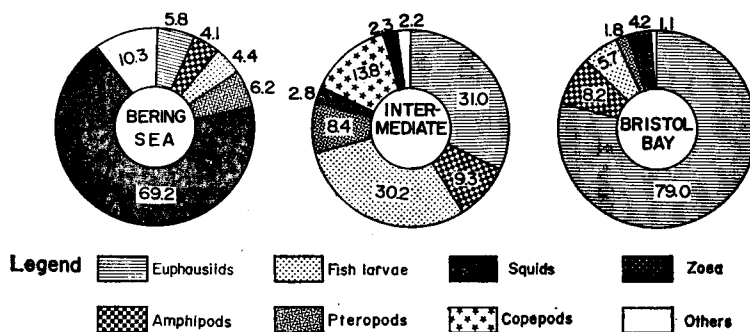 5.8
4.1
4.4
6.2
10.3
69.2
BERING
SEA
2.3
2.2
13.8
2.8
8.4
31.0
9.3
30.2
INTER-
MEDIATE
1.8
4.2
1.1
5.7
8.2
79.0
BRISTOL
BAY
Legend
Euphausiids
Fish larvae
Squids
Zoea
Amphipods
Pteropods
Copepods
Others